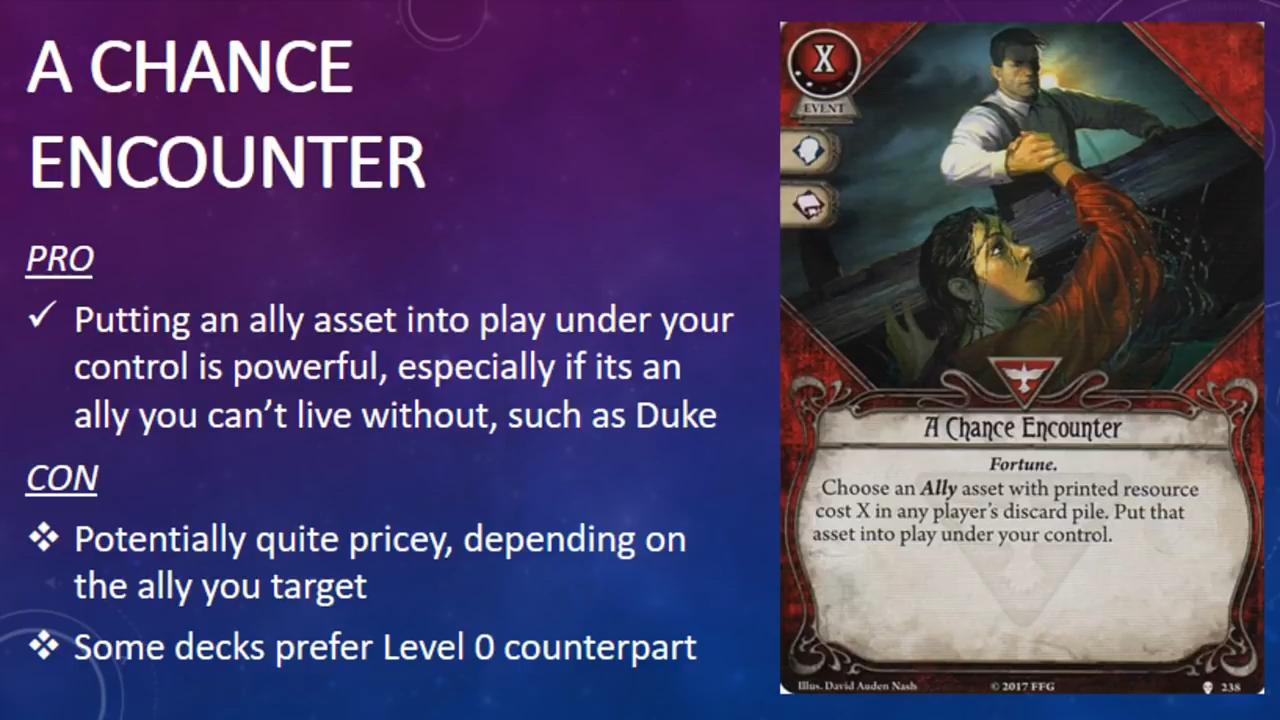 A CHANCE
ENCOUNTER
PRO
✓ Putting an ally asset into play under your
control is powerful, especially if its an
ally you can’t live without, such as Duke
CON
❖ Potentially quite pricey, depending on
the ally you target
❖ Some decks prefer Level 0 counterpart
X
EVENT
A Chance Encounter
Fortune.
Choose an Ally asset with printed resource
cost X in any player's discard pile. Put that
asset into play under your control.
Illus. David Auden Nash © 2017 FFG 238